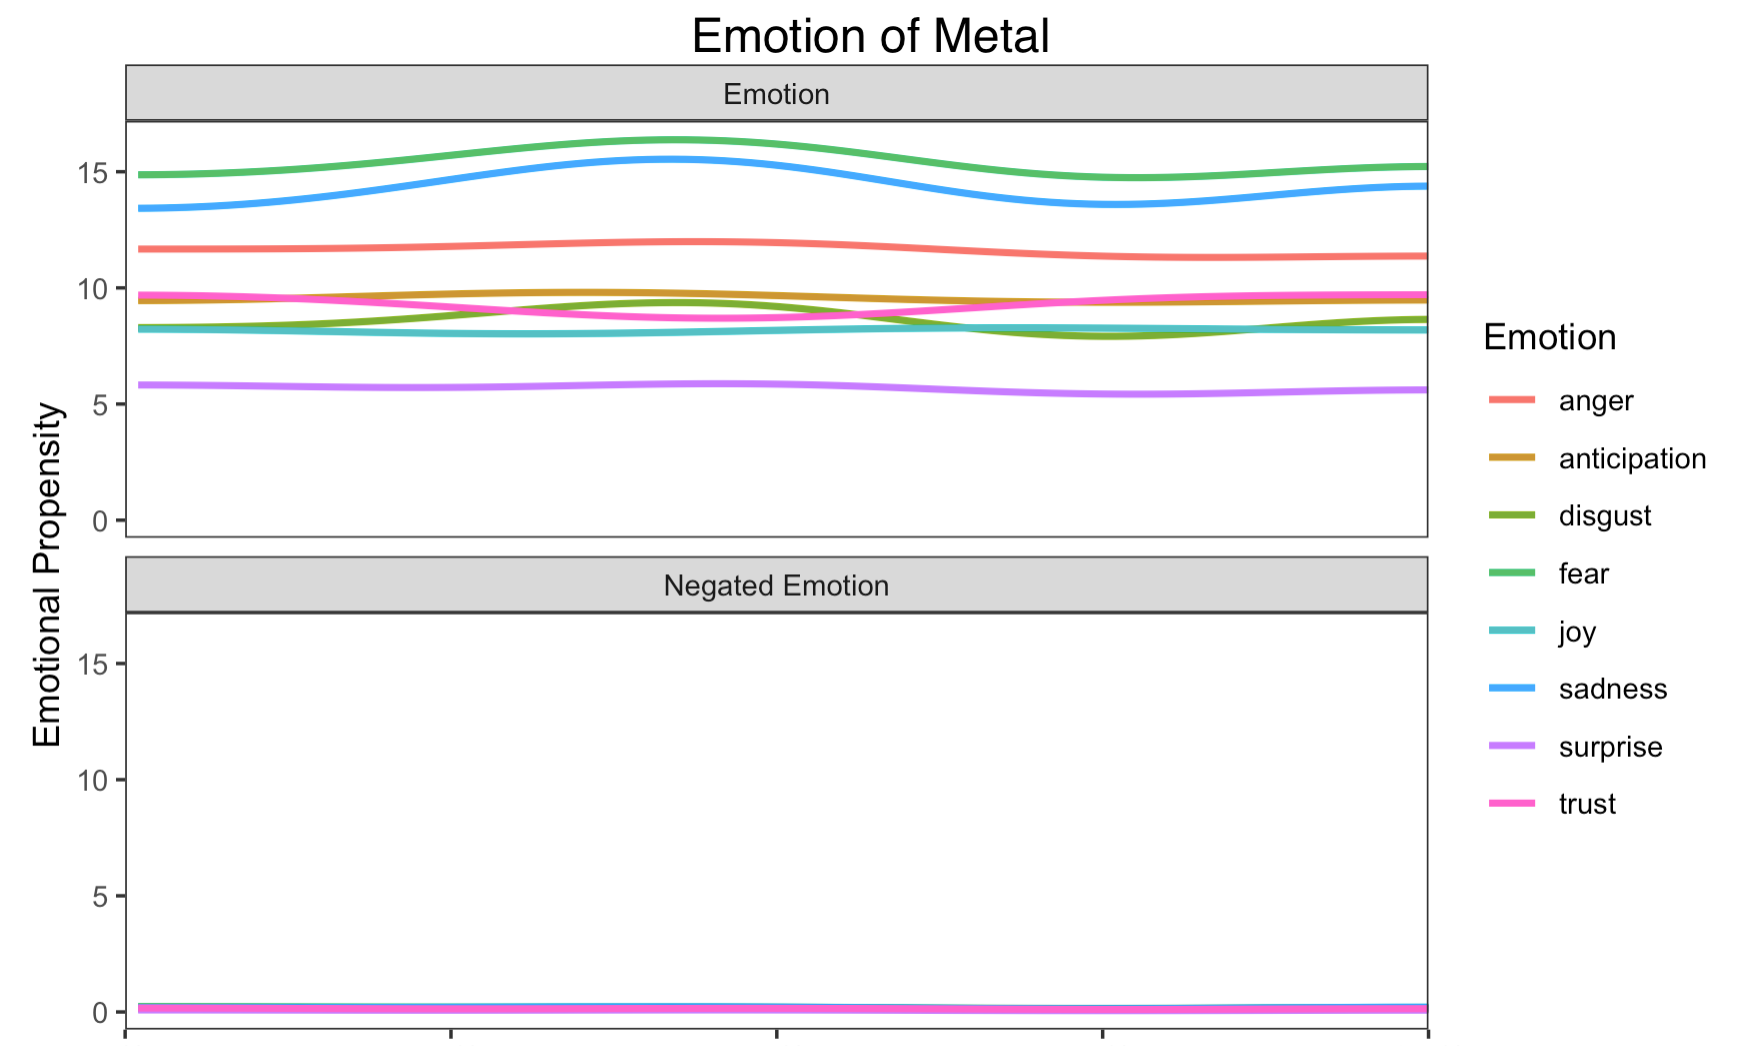 Emotion of Metal
Emotion
15
10
5
0
Negated Emotion
15
10
5
0
Emotional Propensity
Emotion
anger
anticipation
disgust
fear
joy
sadness
surprise
trust